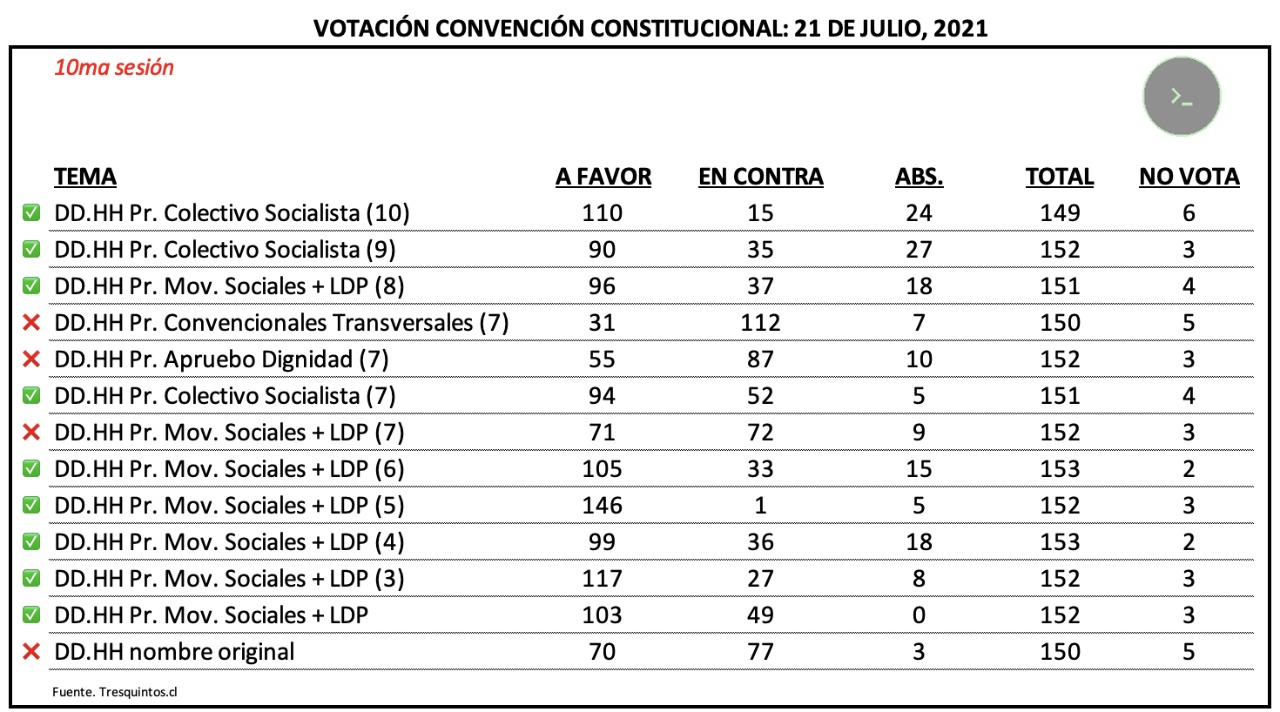 VOTACIÓN CONVENCIÓN CONSTITUCIONAL: 21 DE JULIO, 2021
10ma sesión
>_
TEMA A FAVOR EN CONTRA ABS. TOTAL NO VOTA
✅ DD.HH Pr. Colectivo Socialista (10) 110 15 24 149 6
✅ DD.HH Pr. Colectivo Socialista (9) 90 35 27 152 3
✅ DD.HH Pr. Mov. Sociales + LDP (8) 96 37 18 151 4
❌ DD.HH Pr. Convencionales Transversales (7) 31 112 7 150 5
❌ DD.HH Pr. Apruebo Dignidad (7) 55 87 10 152 3
✅ DD.HH Pr. Colectivo Socialista (7) 94 52 5 151 4
❌ DD.HH Pr. Mov. Sociales + LDP (7) 71 72 9 152 3
✅ DD.HH Pr. Mov. Sociales + LDP (6) 105 33 15 153 2
✅ DD.HH Pr. Mov. Sociales + LDP (5) 146 1 5 152 3
✅ DD.HH Pr. Mov. Sociales + LDP (4) 99 36 18 153 2
✅ DD.HH Pr. Mov. Sociales + LDP (3) 117 27 8 152 3
✅ DD.HH Pr. Mov. Sociales + LDP 103 49 0 152 3
❌ DD.HH nombre original 70 77 3 150 5
Fuente. Tresquintos.cl